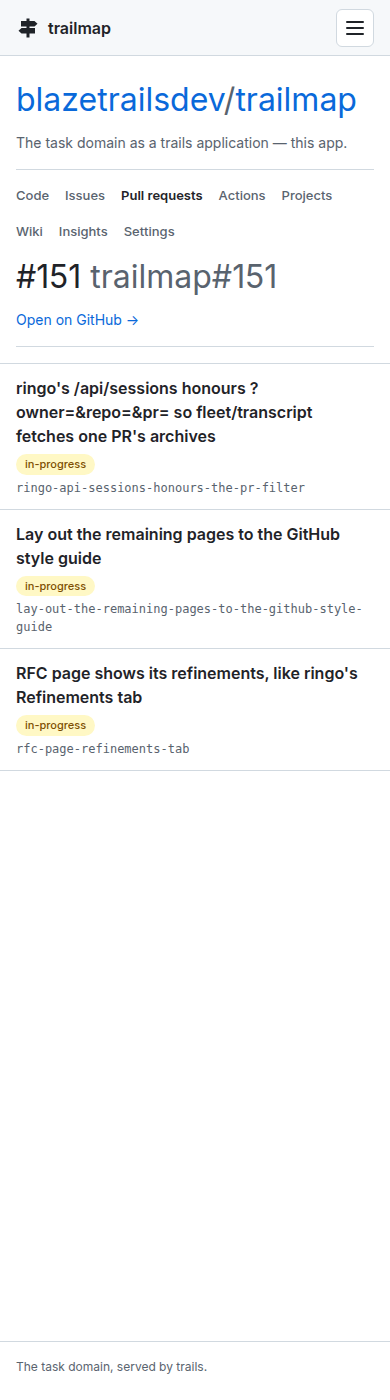 trailmap
blazetrailsdev/trailmap
The task domain as a trails application — this app.
Code Issues Pull requests Actions Projects
Wiki Insights Settings
#151 trailmap#151
Open on GitHub →
ringo's /api/sessions honours ?
owner=&repo=&pr= so fleet/transcript
fetches one PR's archives
in-progress
ringo-api-sessions-honours-the-pr-filter
Lay out the remaining pages to the GitHub
style guide
in-progress
lay-out-the-remaining-pages-to-the-github-style-
guide
RFC page shows its refinements, like ringo's
Refinements tab
in-progress
rfc-page-refinements-tab
The task domain, served by trails.